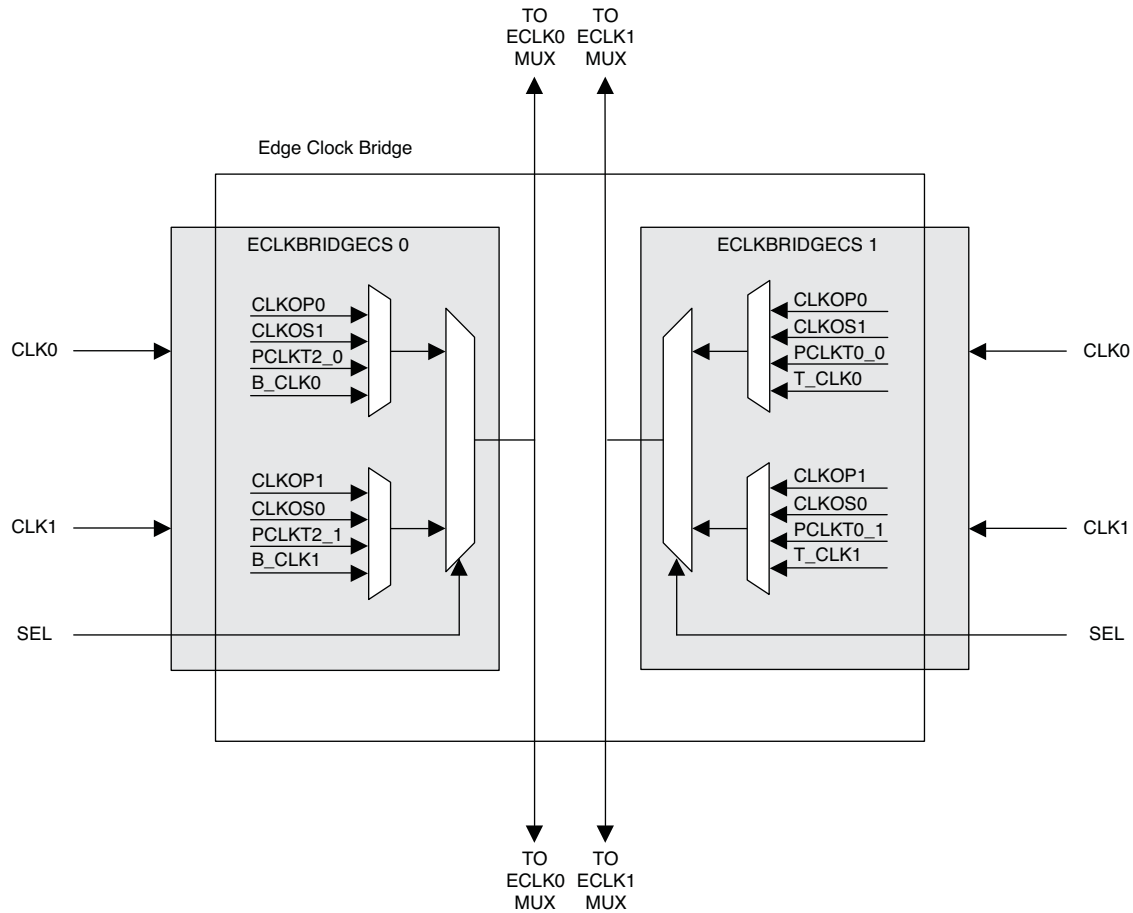 TO
ECLK0
MUX
TO
ECLK1
MUX
Edge Clock Bridge
ECLKBRIDGECS 0
CLKOP0
CLKOS1
PCLKT2_0
B_CLK0
CLKOP1
CLKOS0
PCLKT2_1
B_CLK1
CLK0
CLK1
SEL
ECLKBRIDGECS 1
CLKOP0
CLKOS1
PCLKT0_0
T_CLK0
CLKOP1
CLKOS0
PCLKT0_1
T_CLK1
CLK0
CLK1
SEL
TO
ECLK0
MUX
TO
ECLK1
MUX